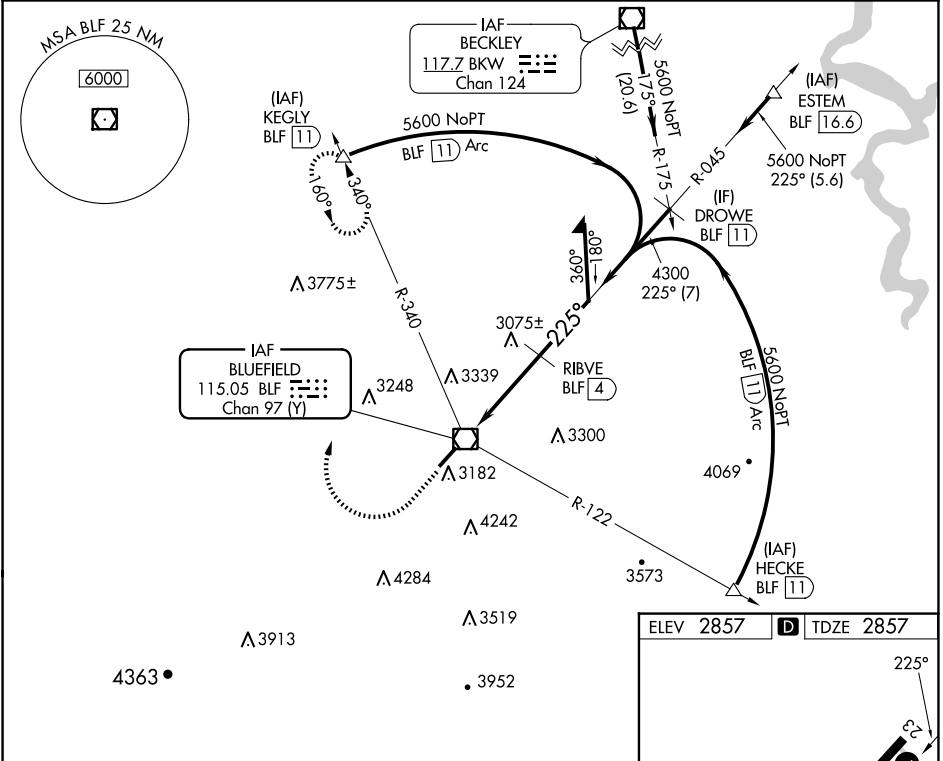 MSA BLF 25 NM
6000
IAF
BECKLEY
117.7 BKW
Chan 124
5600 NoPT
175°
(20.6)
R-175
(IAF)
ESTEM
BLF 16.6
5600 NoPT
225° (5.6)
R-045
(IAF)
KEGLY
BLF 11
5600 NoPT
BLF 11 Arc
(IF)
DROWE
BLF 11
340°
160°
360°
180°
4300
225° (7)
3775±
R-340
225°
3075±
RIBVE
BLF 4
5600 NoPT
BLF 11 Arc
IAF
BLUEFIELD
115.05 BLF
Chan 97 (Y)
3248
3339
3300
4069
3182
R-122
4242
(IAF)
HECKE
BLF 11
3573
4284
3519
3913
4363
3952
ELEV 2857 D TDZE 2857
225°
23